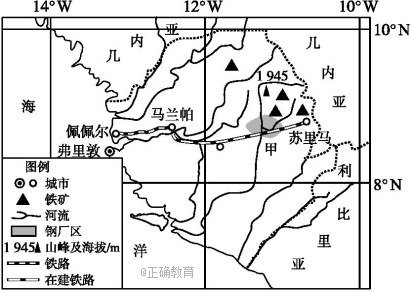 14°W 12°W 10°W
几内亚
几内亚
10°N
1 945
海
马兰帕
佩佩尔
苏里马
弗里敦
甲
图例
城市
铁矿
河流
钢厂区
1 945 山峰及海拔/m
铁路
在建铁路
利比里亚
8°N
洋
@正确教育